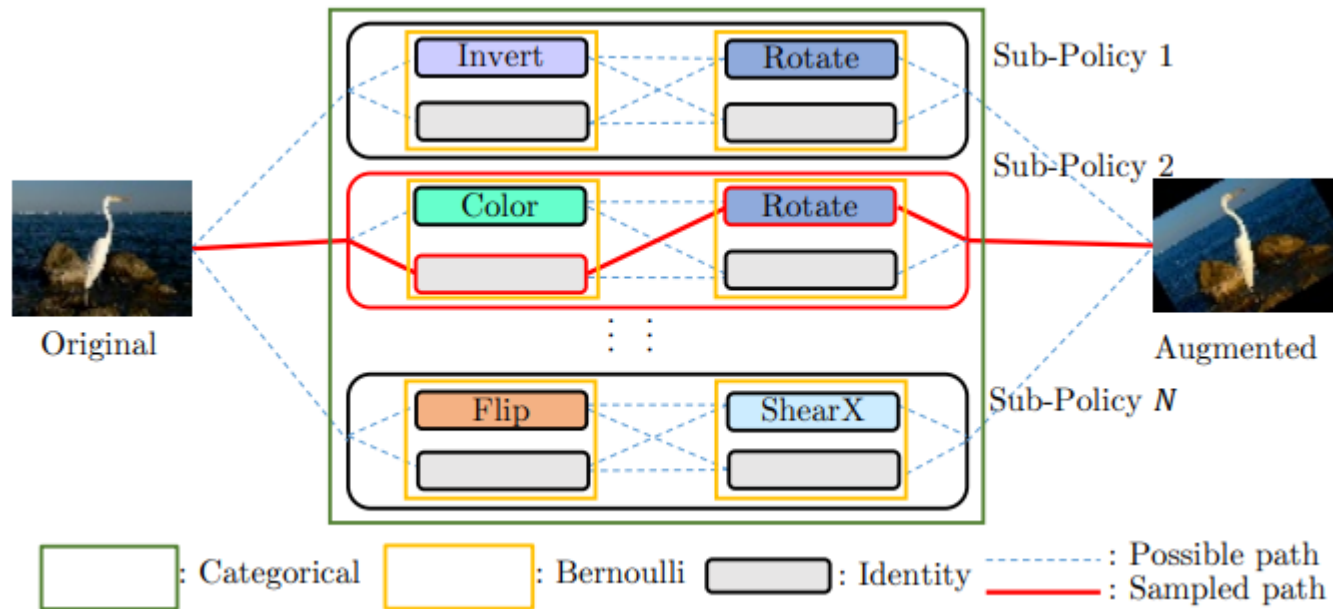 Invert
Rotate
Sub-Policy 1
Sub-Policy 2
Color
Rotate
Original
Augmented
⋮ ⋮
Flip
ShearX
Sub-Policy N
: Categorical
: Bernoulli
: Identity
: Possible path
: Sampled path